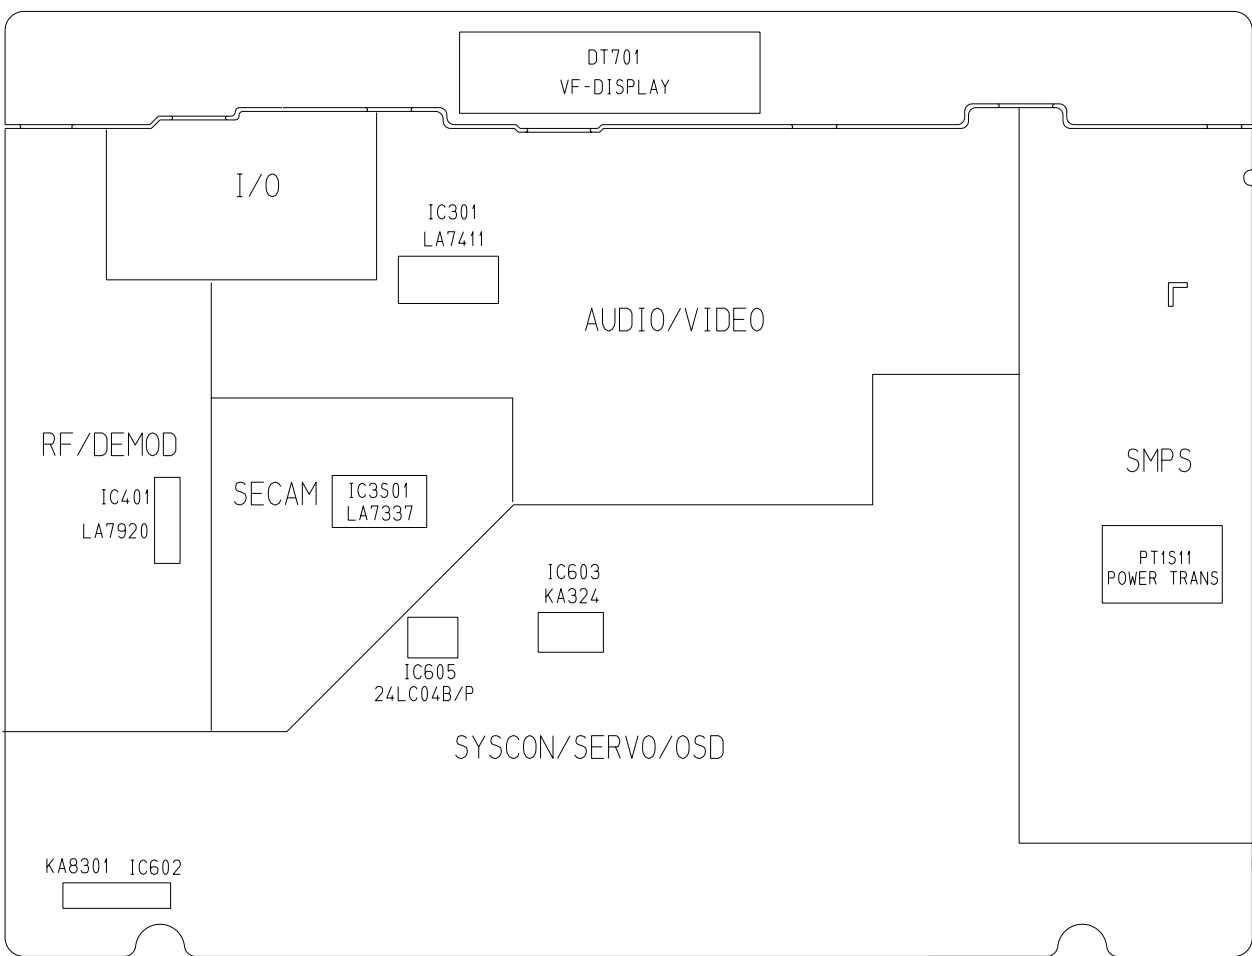 DT701
VF-DISPLAY
I/O
IC301
LA7411
AUDIO/VIDEO
RF/DEMOD
IC401
LA7920
SECAM
IC3S01
LA7337
SMPS
PT1S11
POWER TRANS
IC603
KA324
IC605
24LC04B/P
SYSCON/SERVO/OSD
KA8301 IC602